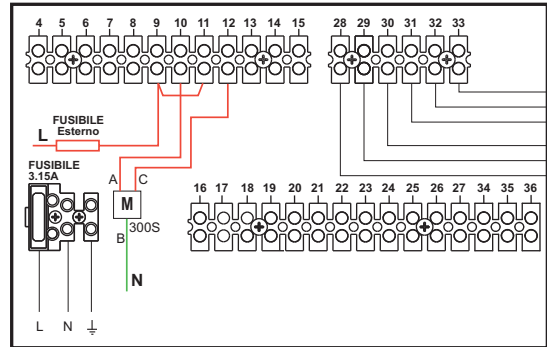 4 5 6 7 8 9 10 11 12 13 14 15 28 29 30 31 32 33
L FUSIBILE
Esterno
FUSIBILE
3.15A
A C
M
300S
B
N
16 17 18 19 20 21 22 23 24 25 26 27 34 35 36
L N